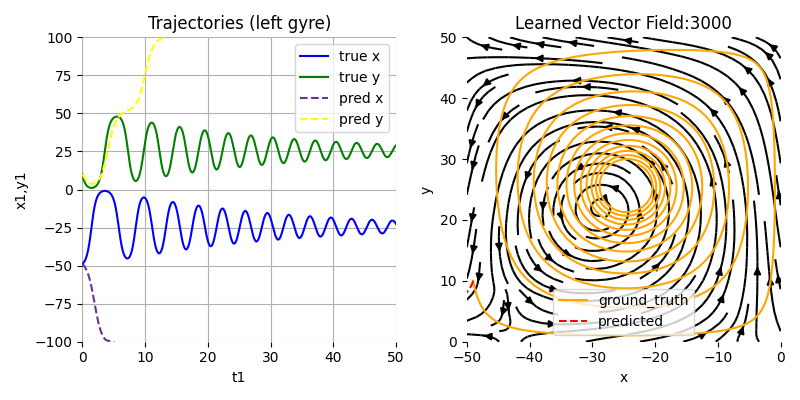 Trajectories (left gyre)
100
75
50
25
0
−25
−50
−75
−100
x1,y1
0
10
20
30
40
50
t1
true x
true y
pred x
pred y
Learned Vector Field:3000
50
40
30
20
10
0
y
−50
−40
−30
−20
−10
0
x
ground_truth
predicted